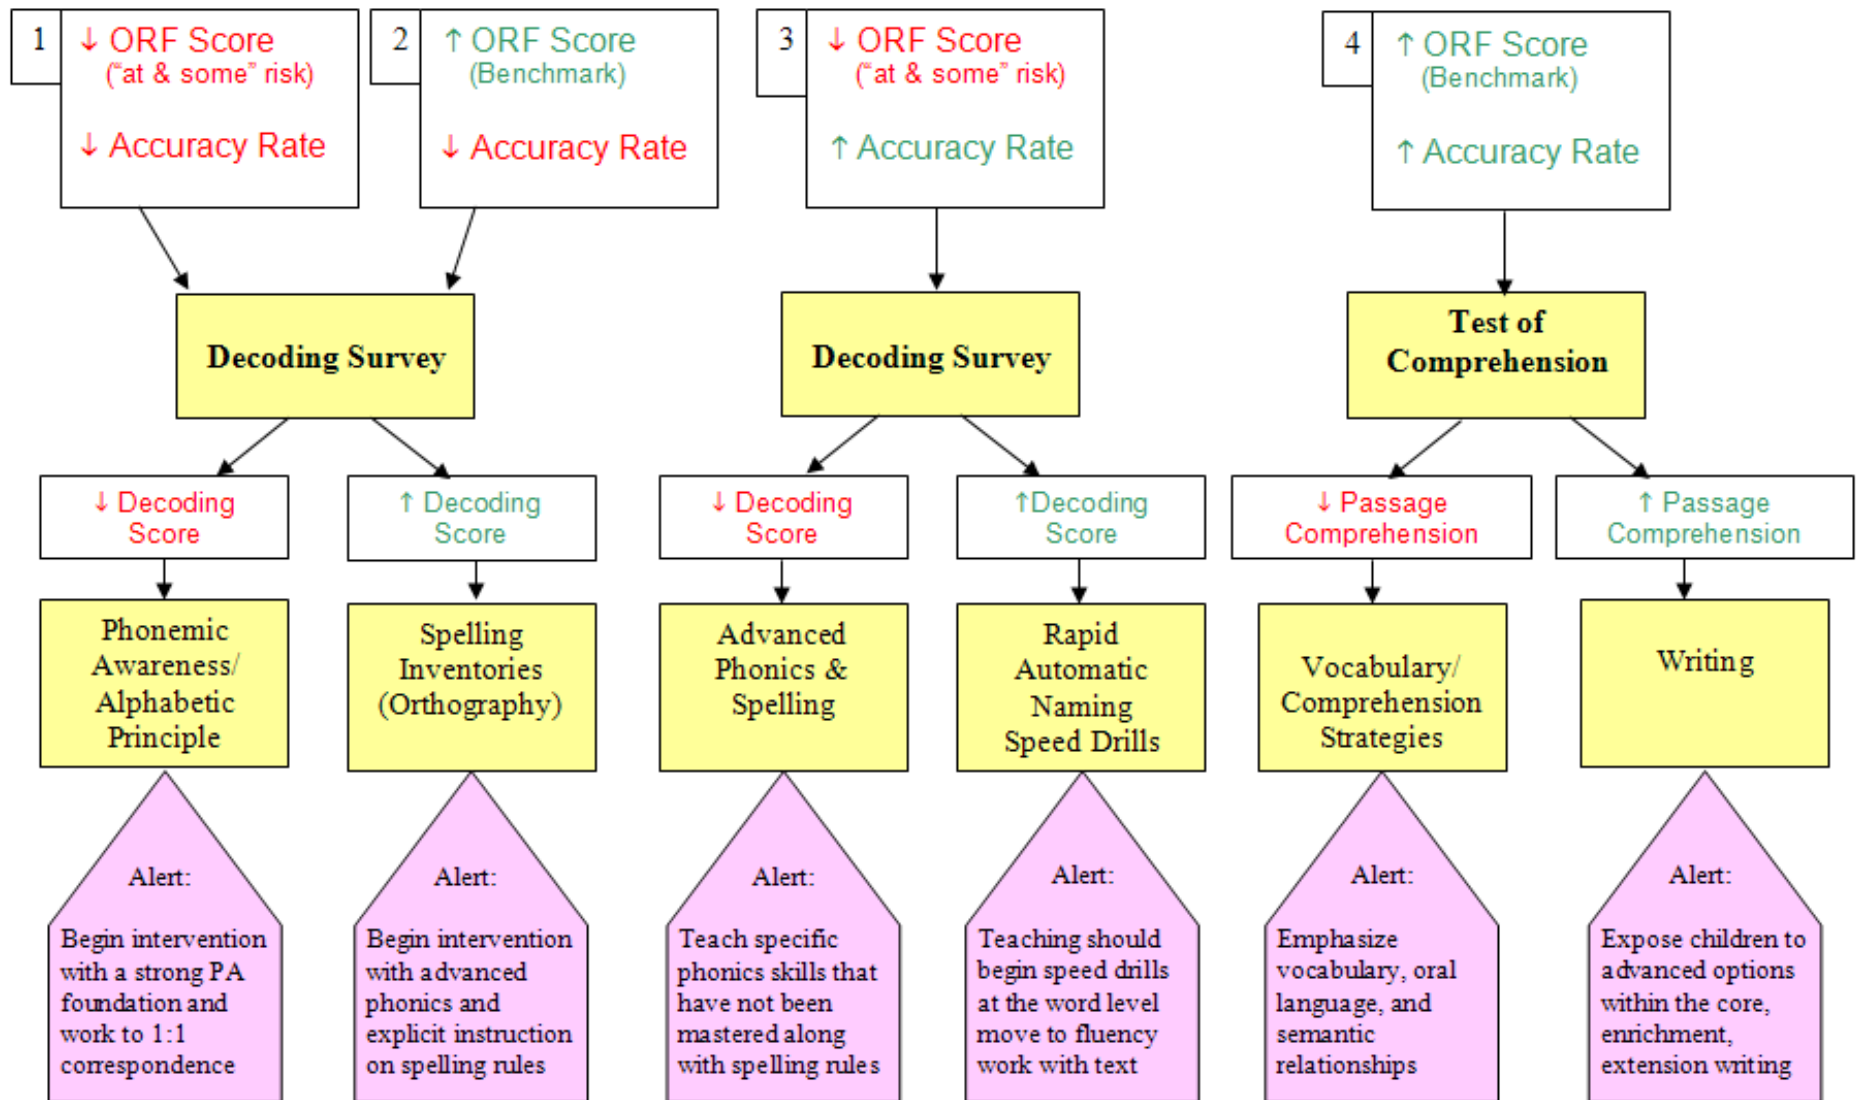 1
↓ ORF Score
(“at & some” risk)
↓ Accuracy Rate
2
↑ ORF Score
(Benchmark)
↓ Accuracy Rate
3
↓ ORF Score
(“at & some” risk)
↑ Accuracy Rate
4
↑ ORF Score
(Benchmark)
↑ Accuracy Rate
Decoding Survey
Decoding Survey
Test of
Comprehension
↓ Decoding
Score
↑ Decoding
Score
↓ Decoding
Score
↑Decoding
Score
↓ Passage
Comprehension
↑ Passage
Comprehension
Phonemic
Awareness/
Alphabetic
Principle
Spelling
Inventories
(Orthography)
Advanced
Phonics &
Spelling
Rapid
Automatic
Naming
Speed Drills
Vocabulary/
Comprehension
Strategies
Writing
Alert:
Begin intervention
with a strong PA
foundation and
work to 1:1
correspondence
Alert:
Begin intervention
with advanced
phonics and
explicit instruction
on spelling rules
Alert:
Teach specific
phonics skills that
have not been
mastered along
with spelling rules
Alert:
Teaching should
begin speed drills
at the word level
move to fluency
work with text
Alert:
Emphasize
vocabulary, oral
language, and
semantic
relationships
Alert:
Expose children to
advanced options
within the core,
enrichment,
extension writing